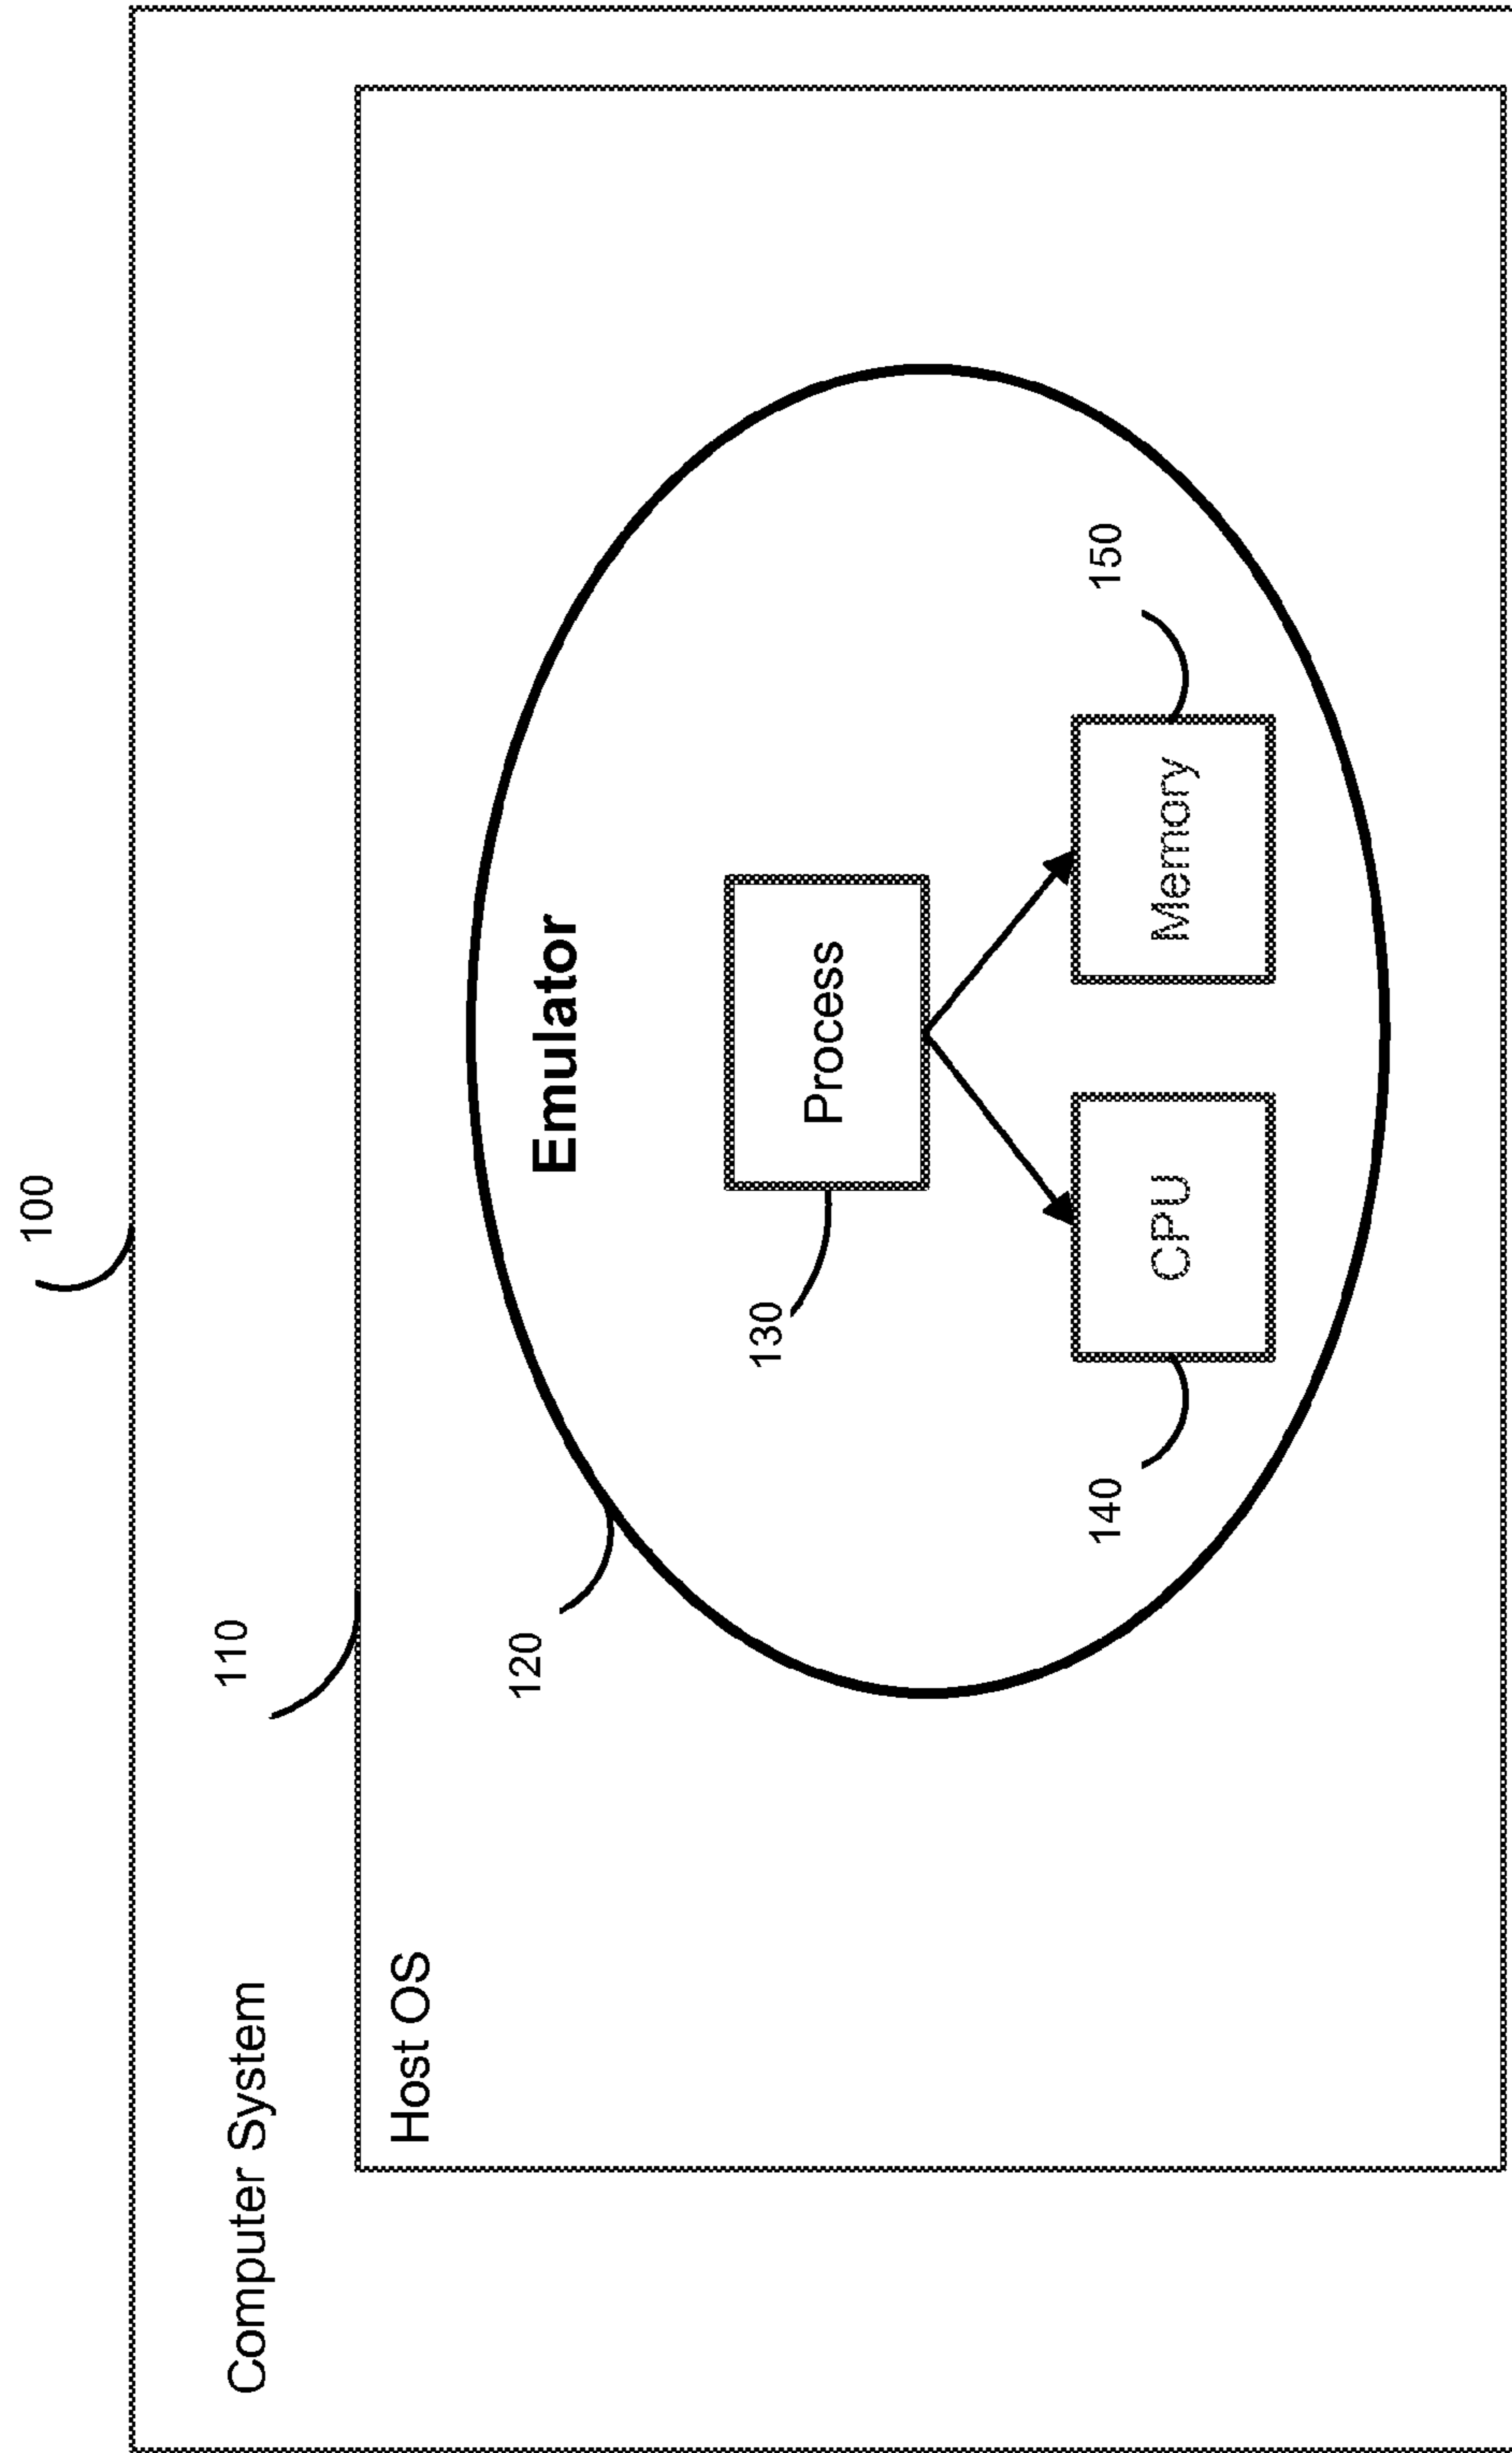 100
Computer System
110
Host OS
120
Emulator
130
Process
140
CPU
Memory
150